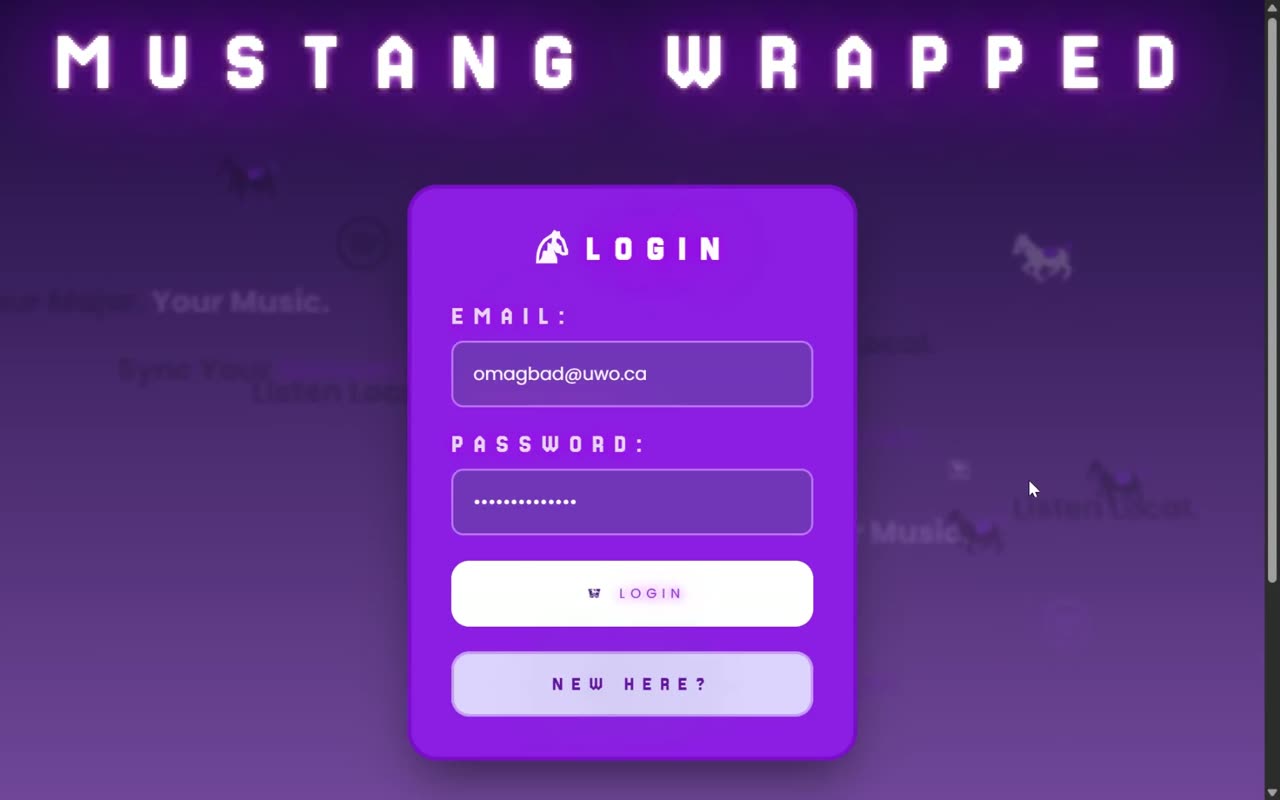 MUSTANG WRAPPED
LOGIN
EMAIL:
Your Music.
omagbad@uwo.ca
Sync Your
Listen Loca
PASSWORD:
••••••••••••••
Listen Local.
Music.
LOGIN
NEW HERE?